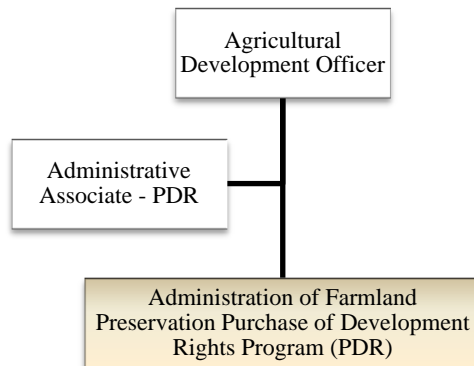 Agricultural
Development Officer
Administrative
Associate - PDR
Administration of Farmland
Preservation Purchase of Development
Rights Program (PDR)